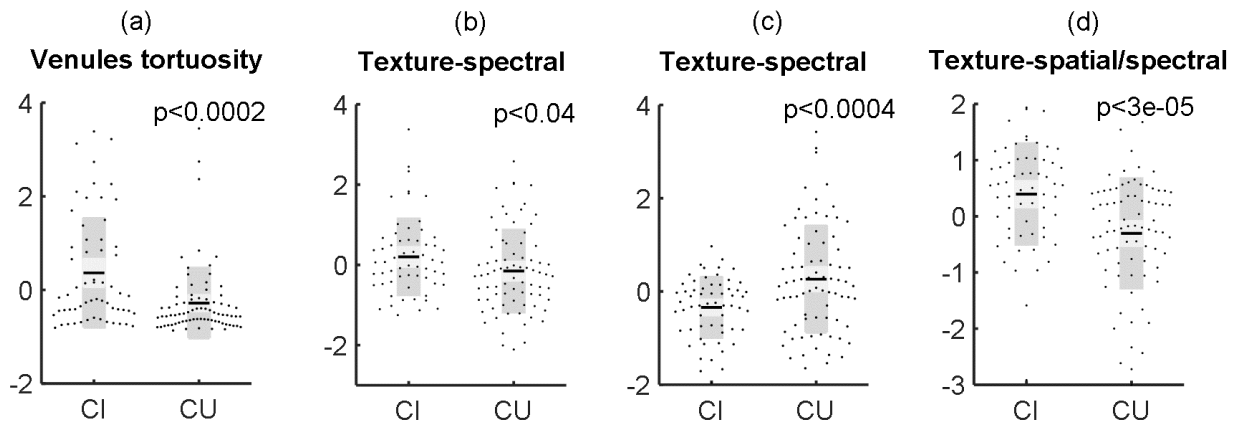 (a) (b) (c) (d)
Venules tortuosity Texture-spectral Texture-spectral Texture-spatial/spectral
4 p<0.0002 4 p<0.04 4 p<0.0004 2 p<3e-05
2 2 2 1
0 0 0 0
-1
-2
-2 -2 -3
CI CU CI CU CI CU CI CU